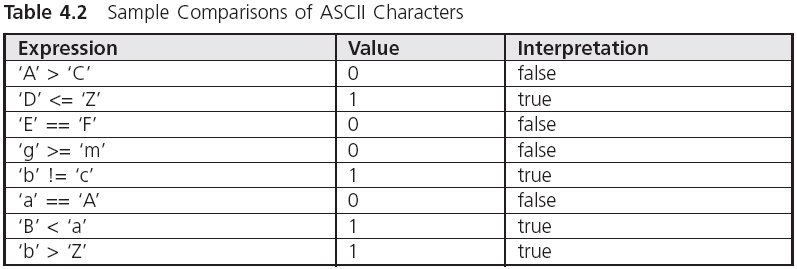 Table 4.2 Sample Comparisons of ASCII Characters
Expression Value Interpretation
‘A’ > ‘C’ 0 false
‘D’ <= ‘Z’ 1 true
‘E’ == ‘F’ 0 false
‘g’ >= ‘m’ 0 false
‘b’ != ‘c’ 1 true
‘a’ == ‘A’ 0 false
‘B’ < ‘a’ 1 true
‘b’ > ‘Z’ 1 true